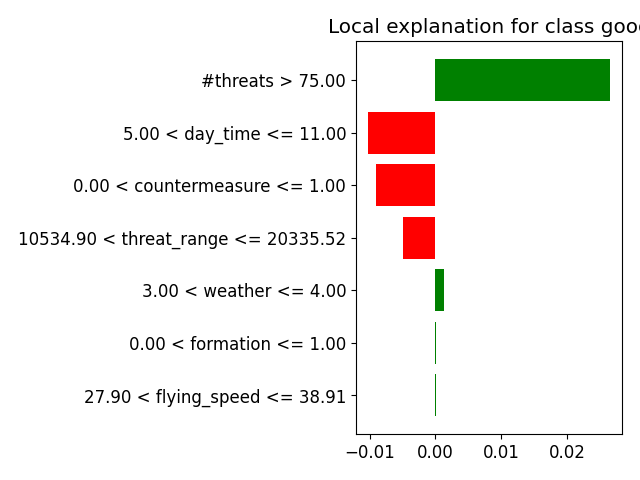 Local explanation for class goo
#threats > 75.00
5.00 < day_time <= 11.00
0.00 < countermeasure <= 1.00
10534.90 < threat_range <= 20335.52
3.00 < weather <= 4.00
0.00 < formation <= 1.00
27.90 < flying_speed <= 38.91
−0.01 0.00 0.01 0.02